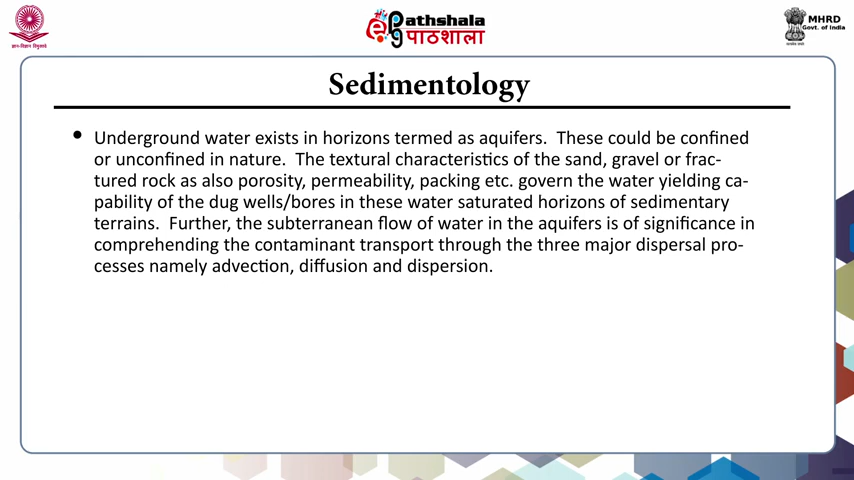 ePathshala
पाठशाला
MHRD
Govt. of India
ज्ञान-विज्ञान विमुक्तये
Sedimentology
• Underground water exists in horizons termed as aquifers. These could be confined
or unconfined in nature. The textural characteristics of the sand, gravel or frac-
tured rock as also porosity, permeability, packing etc. govern the water yielding ca-
pability of the dug wells/bores in these water saturated horizons of sedimentary
terrains. Further, the subterranean flow of water in the aquifers is of significance in
comprehending the contaminant transport through the three major dispersal pro-
cesses namely advection, diffusion and dispersion.